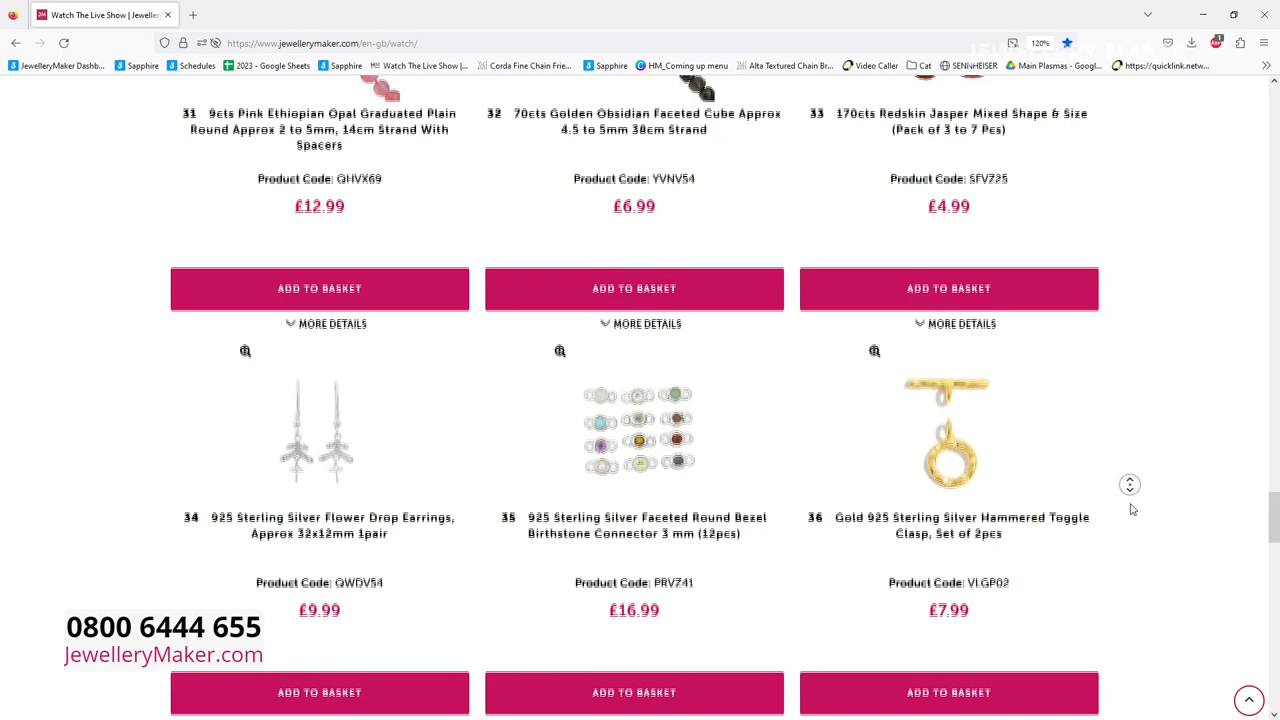 Watch The Live Show | Jeweller
https://www.jewellerymaker.com/en-gb/watch/
120%
JewelleryMaker Dashb...
Sapphire
Schedules
2023 - Google Sheets
Sapphire
Watch The Live Show |...
Corda Fine Chain Frie...
Sapphire
HM_Coming up menu
Alta Textured Chain Br...
Video Caller
Cat
SENNHEISER
Main Plasmas - Googl...
https://quicklink.netw...
31 9cts Pink Ethiopian Opal Graduated Plain
Round Approx 2 to 5mm, 14cm Strand With
Spacers
Product Code: QHVX69
£12.99
ADD TO BASKET
MORE DETAILS
32 70cts Golden Obsidian Faceted Cube Approx
4.5 to 5mm 38cm Strand
Product Code: YVNV54
£6.99
ADD TO BASKET
MORE DETAILS
33 170cts Redskin Jasper Mixed Shape & Size
(Pack of 3 to 7 Pcs)
Product Code: SFVZ25
£4.99
ADD TO BASKET
MORE DETAILS
34 925 Sterling Silver Flower Drop Earrings,
Approx 32x12mm 1pair
Product Code: QWDV54
£9.99
ADD TO BASKET
35 925 Sterling Silver Faceted Round Bezel
Birthstone Connector 3 mm (12pcs)
Product Code: PRVZ41
£16.99
ADD TO BASKET
36 Gold 925 Sterling Silver Hammered Toggle
Clasp, Set of 2pcs
Product Code: VLGP02
£7.99
ADD TO BASKET
0800 6444 655
JewelleryMaker.com